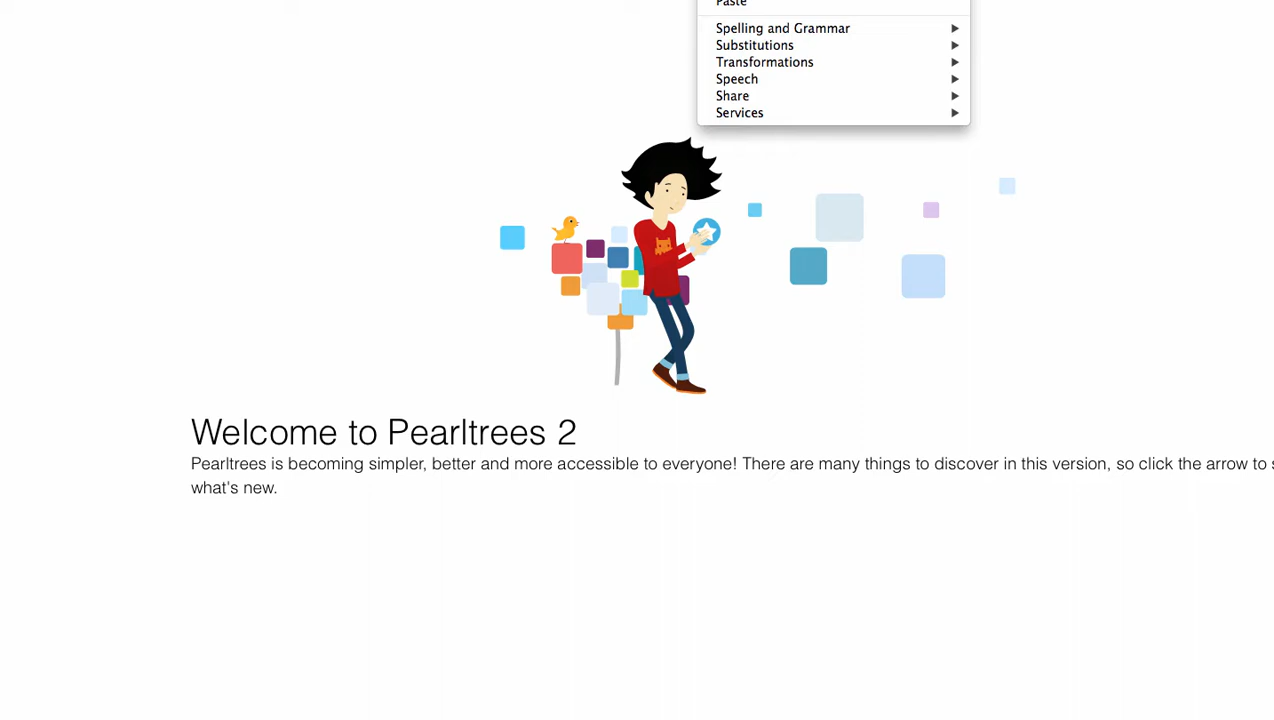 Paste
Spelling and Grammar
Substitutions
Transformations
Speech
Share
Services
Welcome to Pearltrees 2
Pearltrees is becoming simpler, better and more accessible to everyone! There are many things to discover in this version, so click the arrow to
what's new.